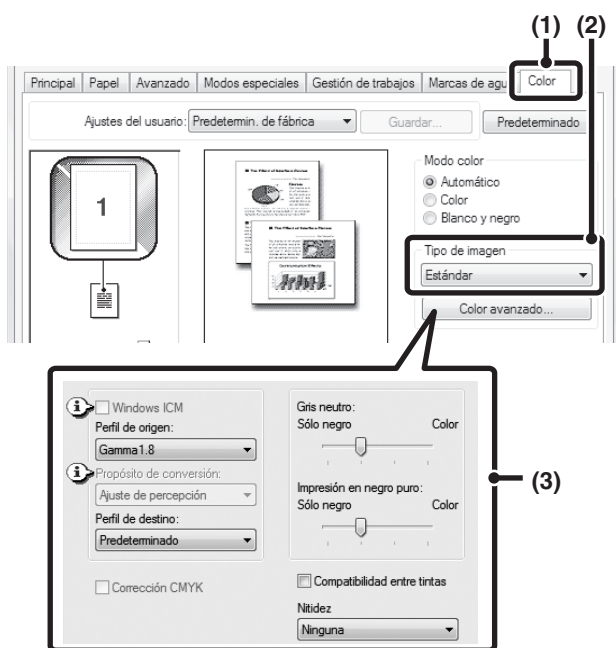 (1) (2)
Principal Papel Avanzado Modos especiales Gestión de trabajos Marcas de agu Color
Ajustes del usuario: Predetermin. de fábrica Guardar... Predeterminado
Modo color
Automático
Color
Blanco y negro
1
Tipo de imagen
Estándar
Color avanzado...
Windows ICM
Perfil de origen:
Gamma1.8
Propósito de conversión:
Ajuste de percepción
Perfil de destino:
Predeterminado
Corrección CMYK
Gris neutro:
Sólo negro Color
Impresión en negro puro:
Sólo negro Color
Compatibilidad entre tintas
Nitidez
Ninguna
(3)